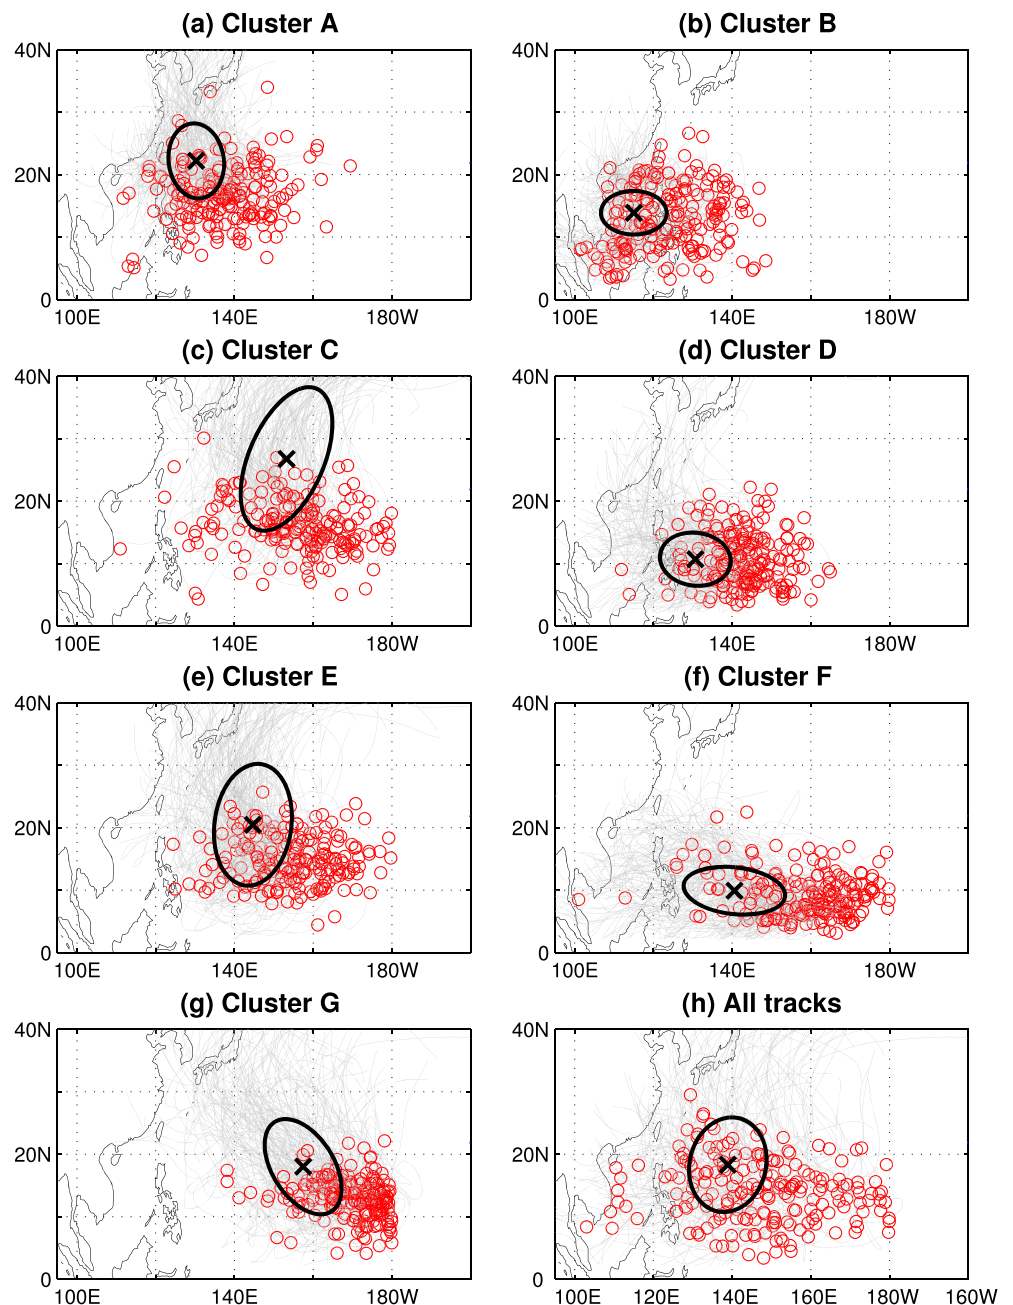 (a) Cluster A
(b) Cluster B
40N
20N
0
100E 140E 180W
40N
20N
0
100E 140E 180W
(c) Cluster C
(d) Cluster D
40N
20N
0
100E 140E 180W
40N
20N
0
100E 140E 180W
(e) Cluster E
(f) Cluster F
40N
20N
0
100E 140E 180W
40N
20N
0
100E 140E 160E 180W
(g) Cluster G
(h) All tracks
40N
20N
0
100E 140E 180W
40N
20N
0
100E 120E 140E 160E 180W 160W